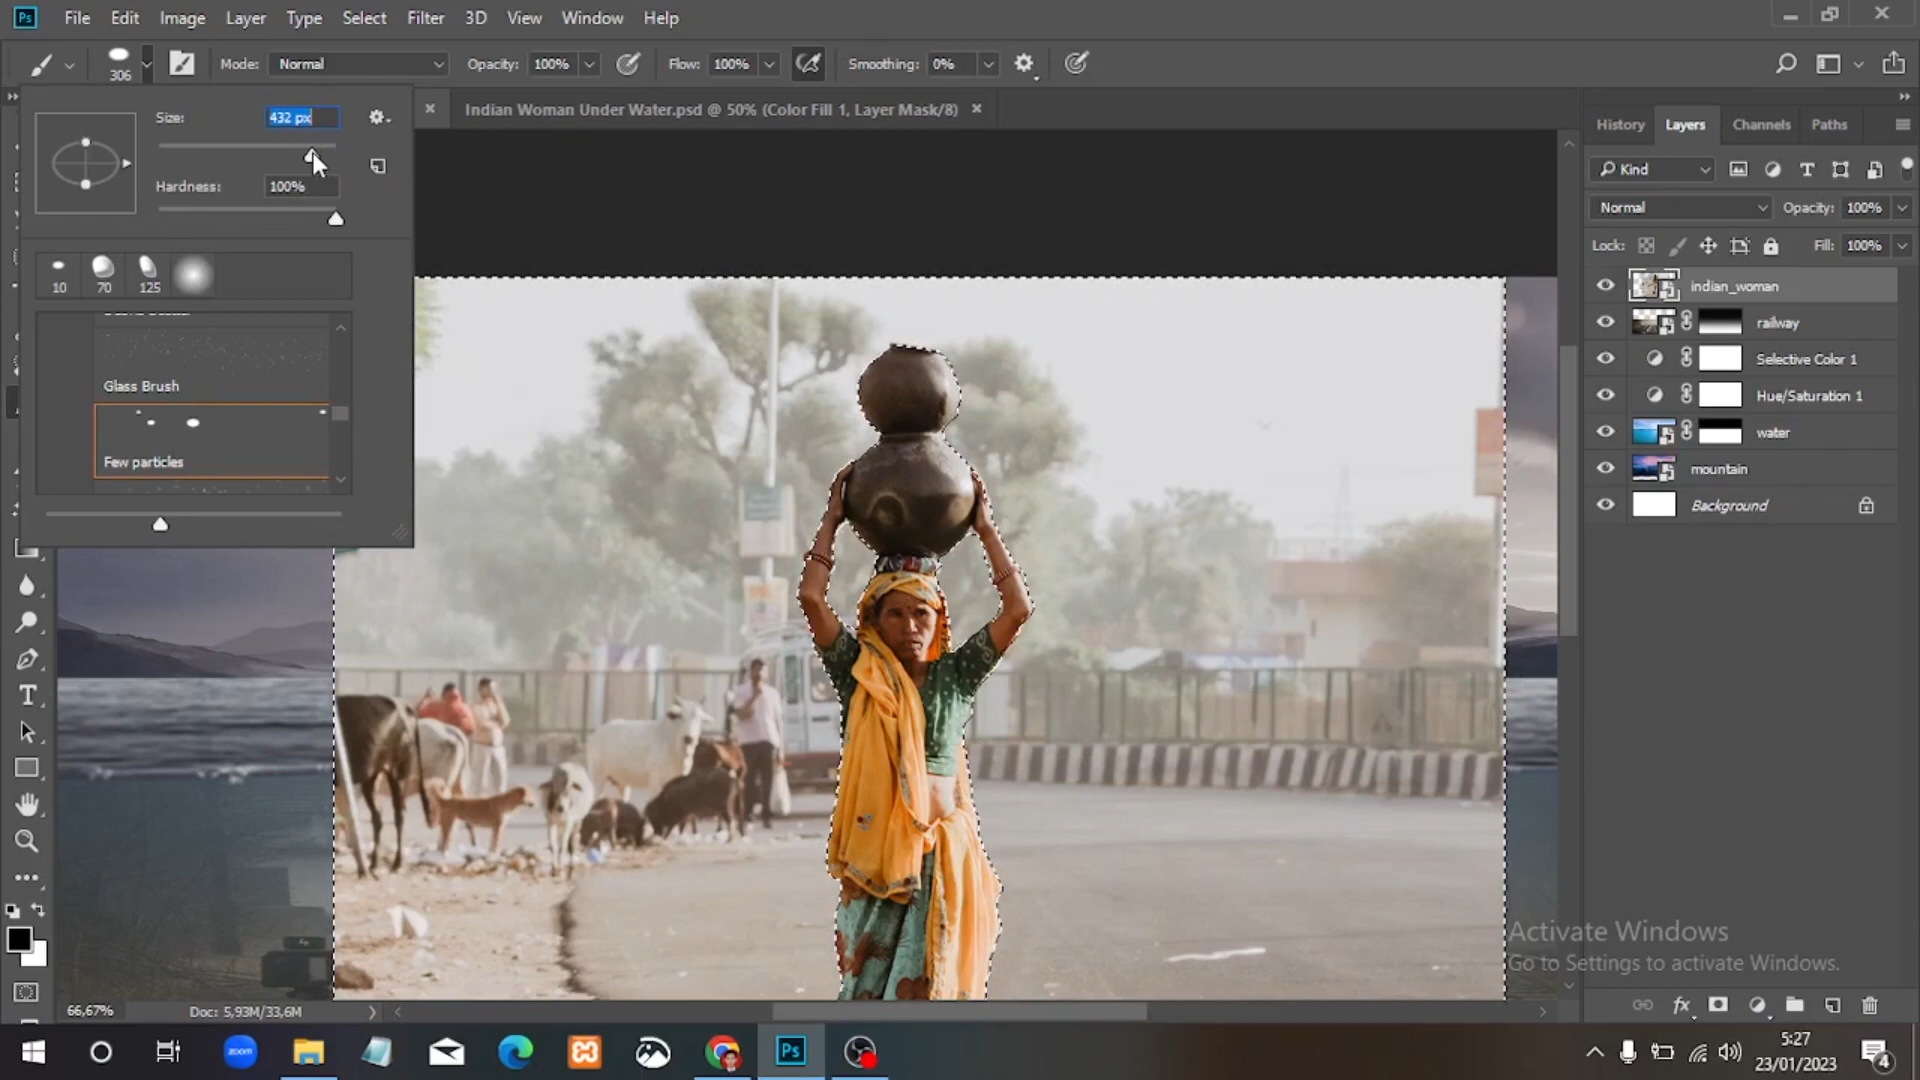 Ps File Edit Image Layer Type Select Filter 3D View Window Help
306 Mode: Normal Opacity: 100% Flow: 100% Smoothing: 0%
Indian Woman Under Water.psd @ 50% (Color Fill 1, Layer Mask/8)
Size: 432 px
Hardness: 100%
10 70 125
Glass Brush
Few particles
History Layers Channels Paths
Kind
Normal Opacity: 100%
Lock: Fill: 100%
indian_woman
railway
Selective Color 1
Hue/Saturation 1
water
mountain
Background
Activate Windows
Go to Settings to activate Windows.
66,67% Doc: 5,93M/33,6M
zoom
Ps
5:27
23/01/2023
4